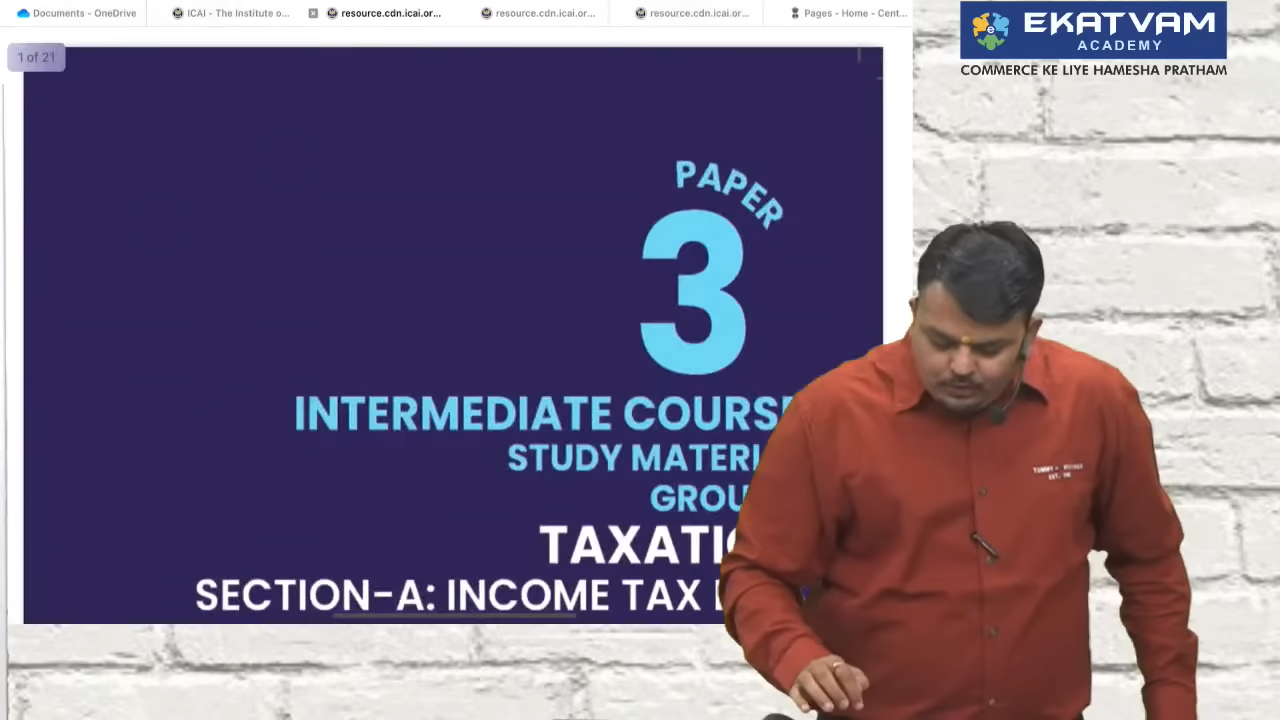 Documents - OneDrive
ICAI - The Institute o...
resource.cdn.icai.or...
resource.cdn.icai.or...
resource.cdn.icai.or...
Pages - Home - Cent...
EKATVAM
ACADEMY
COMMERCE KE LIYE HAMESHA PRATHAM
1 of 21
PAPER
3
INTERMEDIATE COURS
STUDY MATERI
GROU
TAXATI
SECTION-A: INCOME TAX